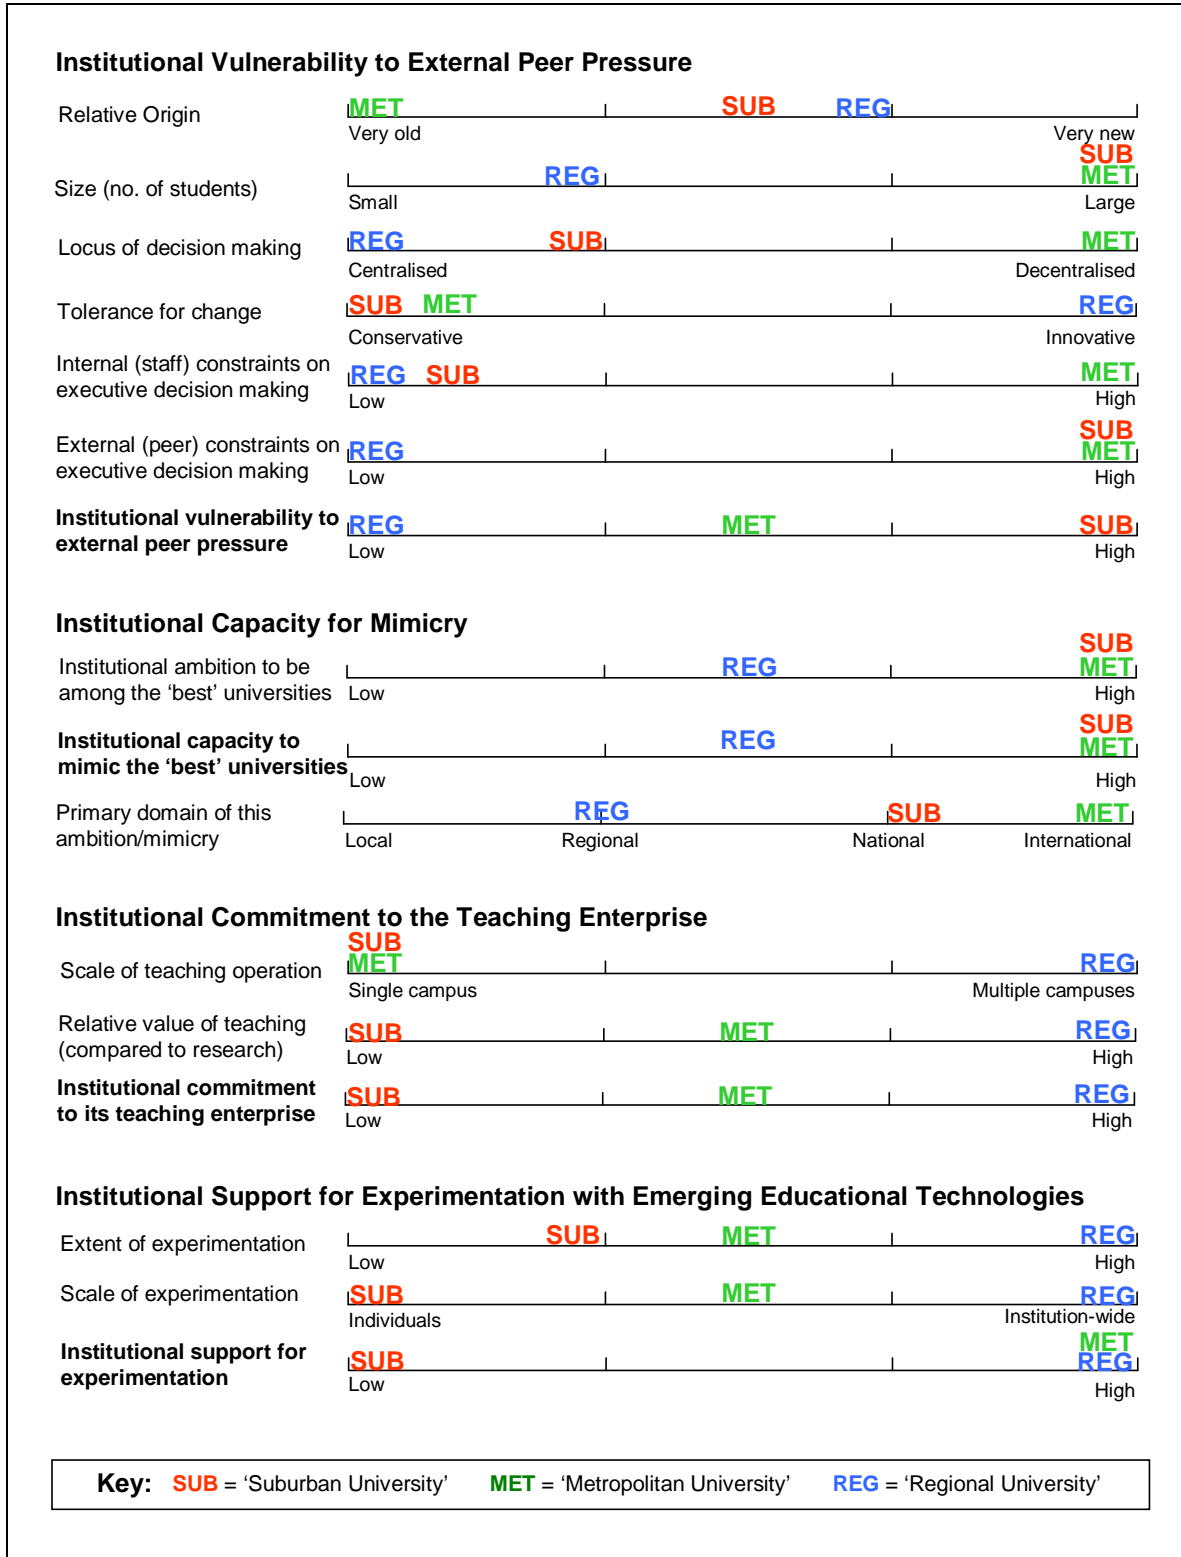 Institutional Vulnerability to External Peer Pressure
Relative Origin
MET SUB REG
Very old Very new
SUB
Size (no. of students)
REG MET
Small Large
Locus of decision making
REG SUB MET
Centralised Decentralised
Tolerance for change
SUB MET REG
Conservative Innovative
Internal (staff) constraints on
executive decision making
REG SUB MET
Low High
SUB
External (peer) constraints on
executive decision making
REG MET
Low High
Institutional vulnerability to
external peer pressure
REG MET SUB
Low High
Institutional Capacity for Mimicry
SUB
Institutional ambition to be
among the ‘best’ universities
REG MET
Low High
SUB
Institutional capacity to
mimic the ‘best’ universities
REG MET
Low High
Primary domain of this
ambition/mimicry
REG SUB MET
Local Regional National International
Institutional Commitment to the Teaching Enterprise
SUB
Scale of teaching operation
MET REG
Single campus Multiple campuses
Relative value of teaching
(compared to research)
SUB MET REG
Low High
Institutional commitment
to its teaching enterprise
SUB MET REG
Low High
Institutional Support for Experimentation with Emerging Educational Technologies
Extent of experimentation
SUB MET REG
Low High
Scale of experimentation
SUB MET REG
Individuals Institution-wide
MET
Institutional support for
experimentation
SUB REG
Low High
Key: SUB = ‘Suburban University’ MET = ‘Metropolitan University’ REG = ‘Regional University’